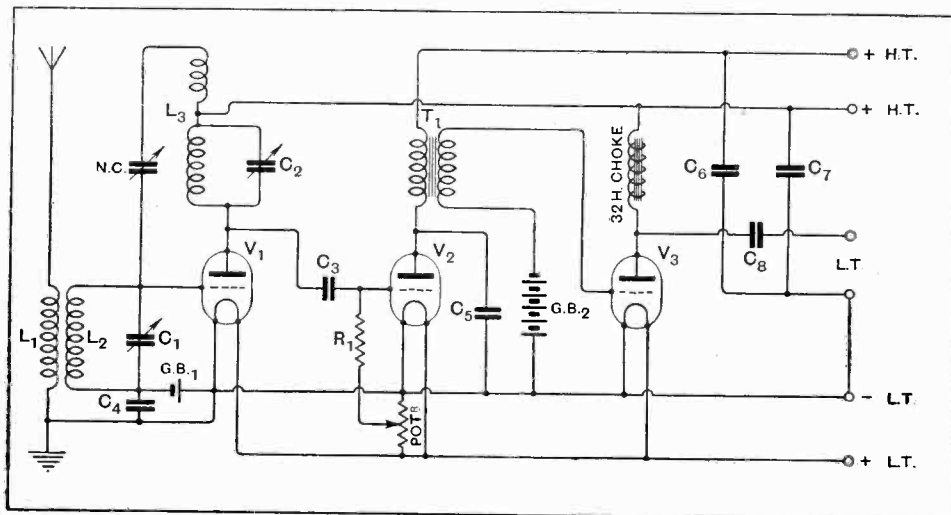 + H.T.
L3
+ H.T.
T1
N.C.
C2
32 H. CHOKE
C6
C7
V1
V2
V3
C3
C8
L.T.
L1
L2
C1
R1
C5
G.B.2
G.B.1
C4
POTR
- L.T.
+ L.T.